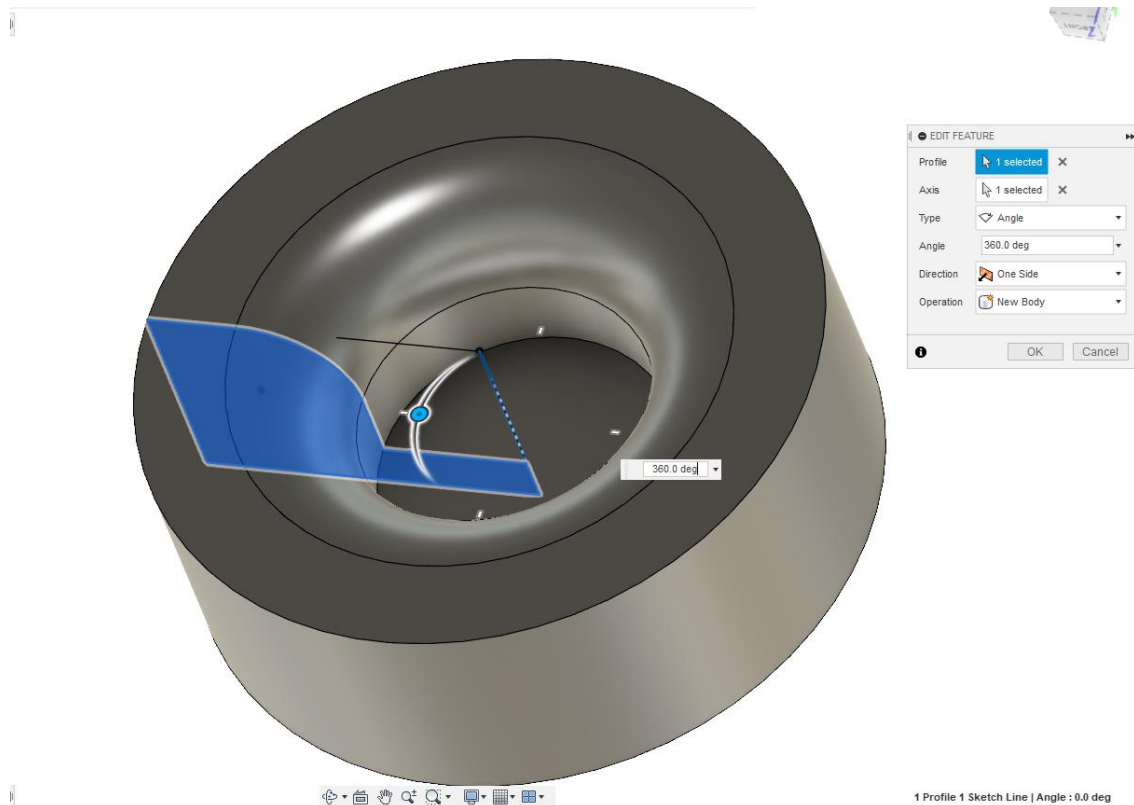 EDIT FEATURE
Profile 1 selected
Axis 1 selected
Type Angle
Angle 360.0 deg
Direction One Side
Operation New Body
OK Cancel
360.0 deg
1 Profile 1 Sketch Line | Angle : 0.0 deg